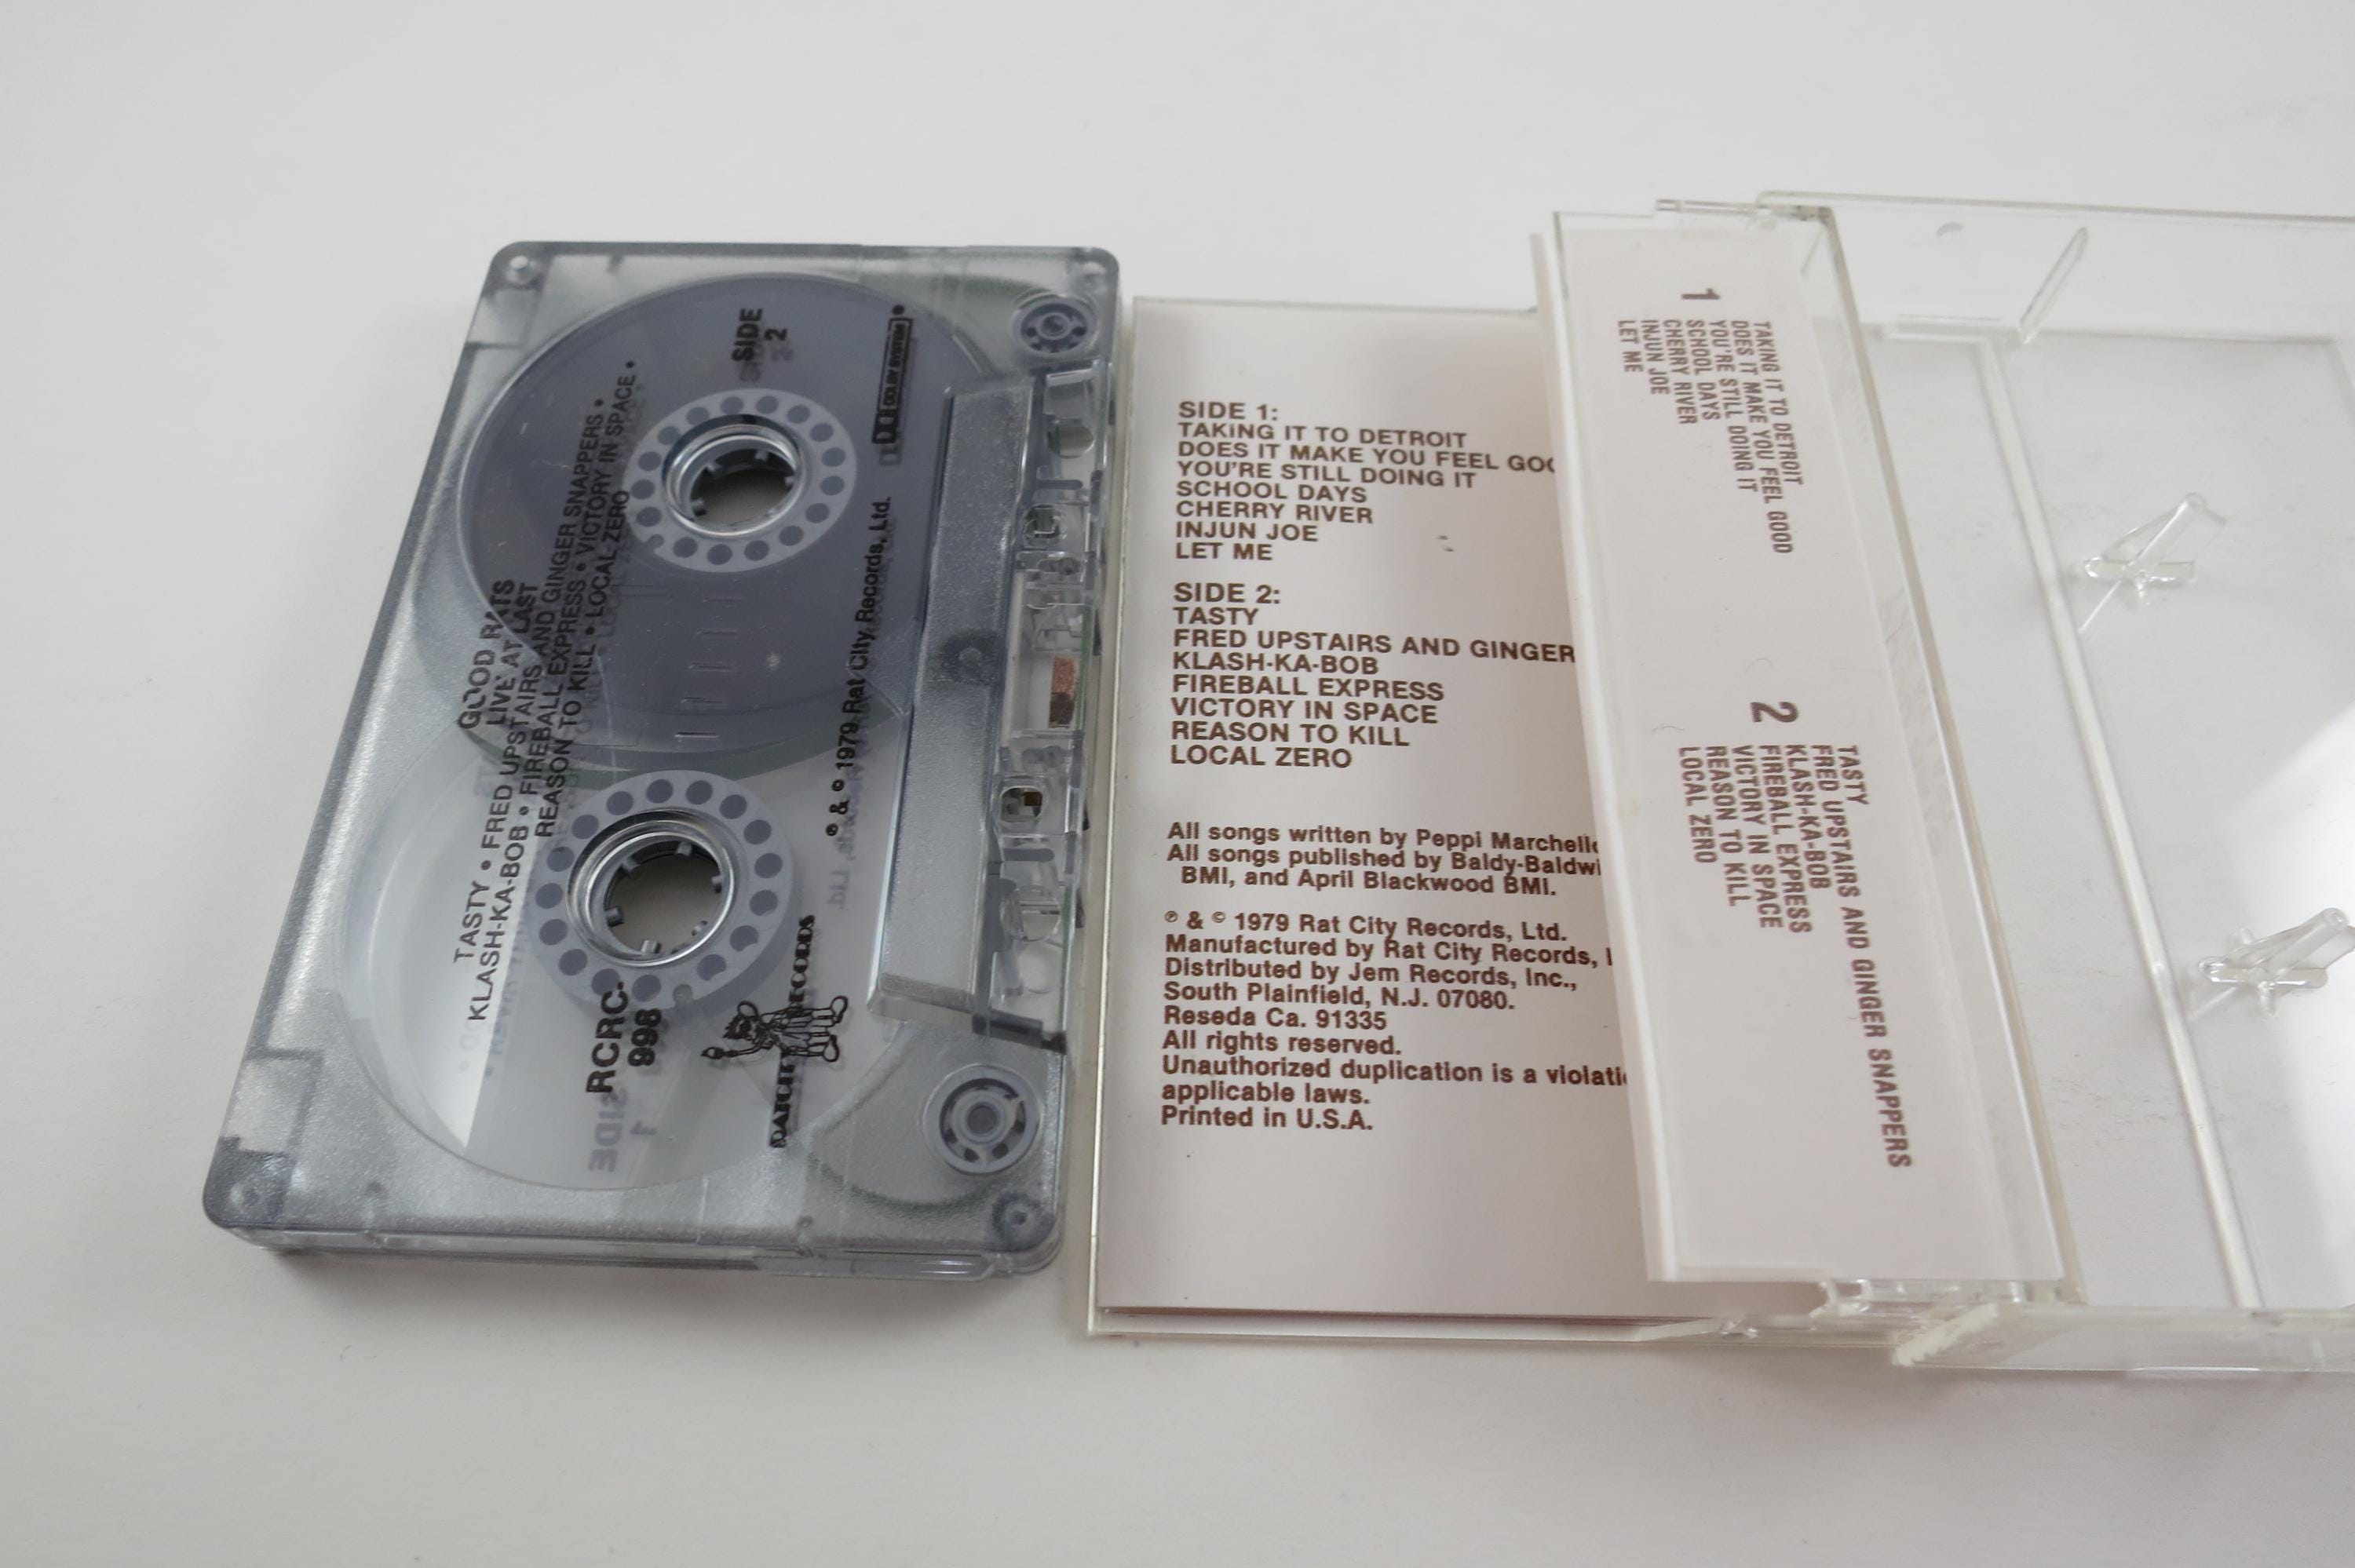 GOOD RATS
LIVE AT LAST
TASTY • FRED UPSTAIRS AND GINGER SNAPPERS •
KLASH-KA-BOB • FIREBALL EXPRESS • VICTORY IN SPACE •
REASON TO KILL • LOCAL ZERO
SIDE
2
RCRC-
998
DOLBY SYSTEM
℗ & © 1979 Rat City Records, Ltd.
RECORDS
SIDE
1
SIDE 1:
TAKING IT TO DETROIT
DOES IT MAKE YOU FEEL GOO
YOU'RE STILL DOING IT
SCHOOL DAYS
CHERRY RIVER
INJUN JOE
LET ME
SIDE 2:
TASTY
FRED UPSTAIRS AND GINGER
KLASH-KA-BOB
FIREBALL EXPRESS
VICTORY IN SPACE
REASON TO KILL
LOCAL ZERO
All songs written by Peppi Marchello
All songs published by Baldy-Baldwi
BMI, and April Blackwood BMI.
℗ & © 1979 Rat City Records, Ltd.
Manufactured by Rat City Records,
Distributed by Jem Records, Inc.,
South Plainfield, N.J. 07080.
Reseda Ca. 91335
All rights reserved.
Unauthorized duplication is a violati
applicable laws.
Printed in U.S.A.
1
TAKING IT TO DETROIT
DOES IT MAKE YOU FEEL GOOD
YOU'RE STILL DOING IT
SCHOOL DAYS
CHERRY RIVER
INJUN JOE
LET ME
2
TASTY
FRED UPSTAIRS AND GINGER SNAPPERS
KLASH-KA-BOB
FIREBALL EXPRESS
VICTORY IN SPACE
REASON TO KILL
LOCAL ZERO